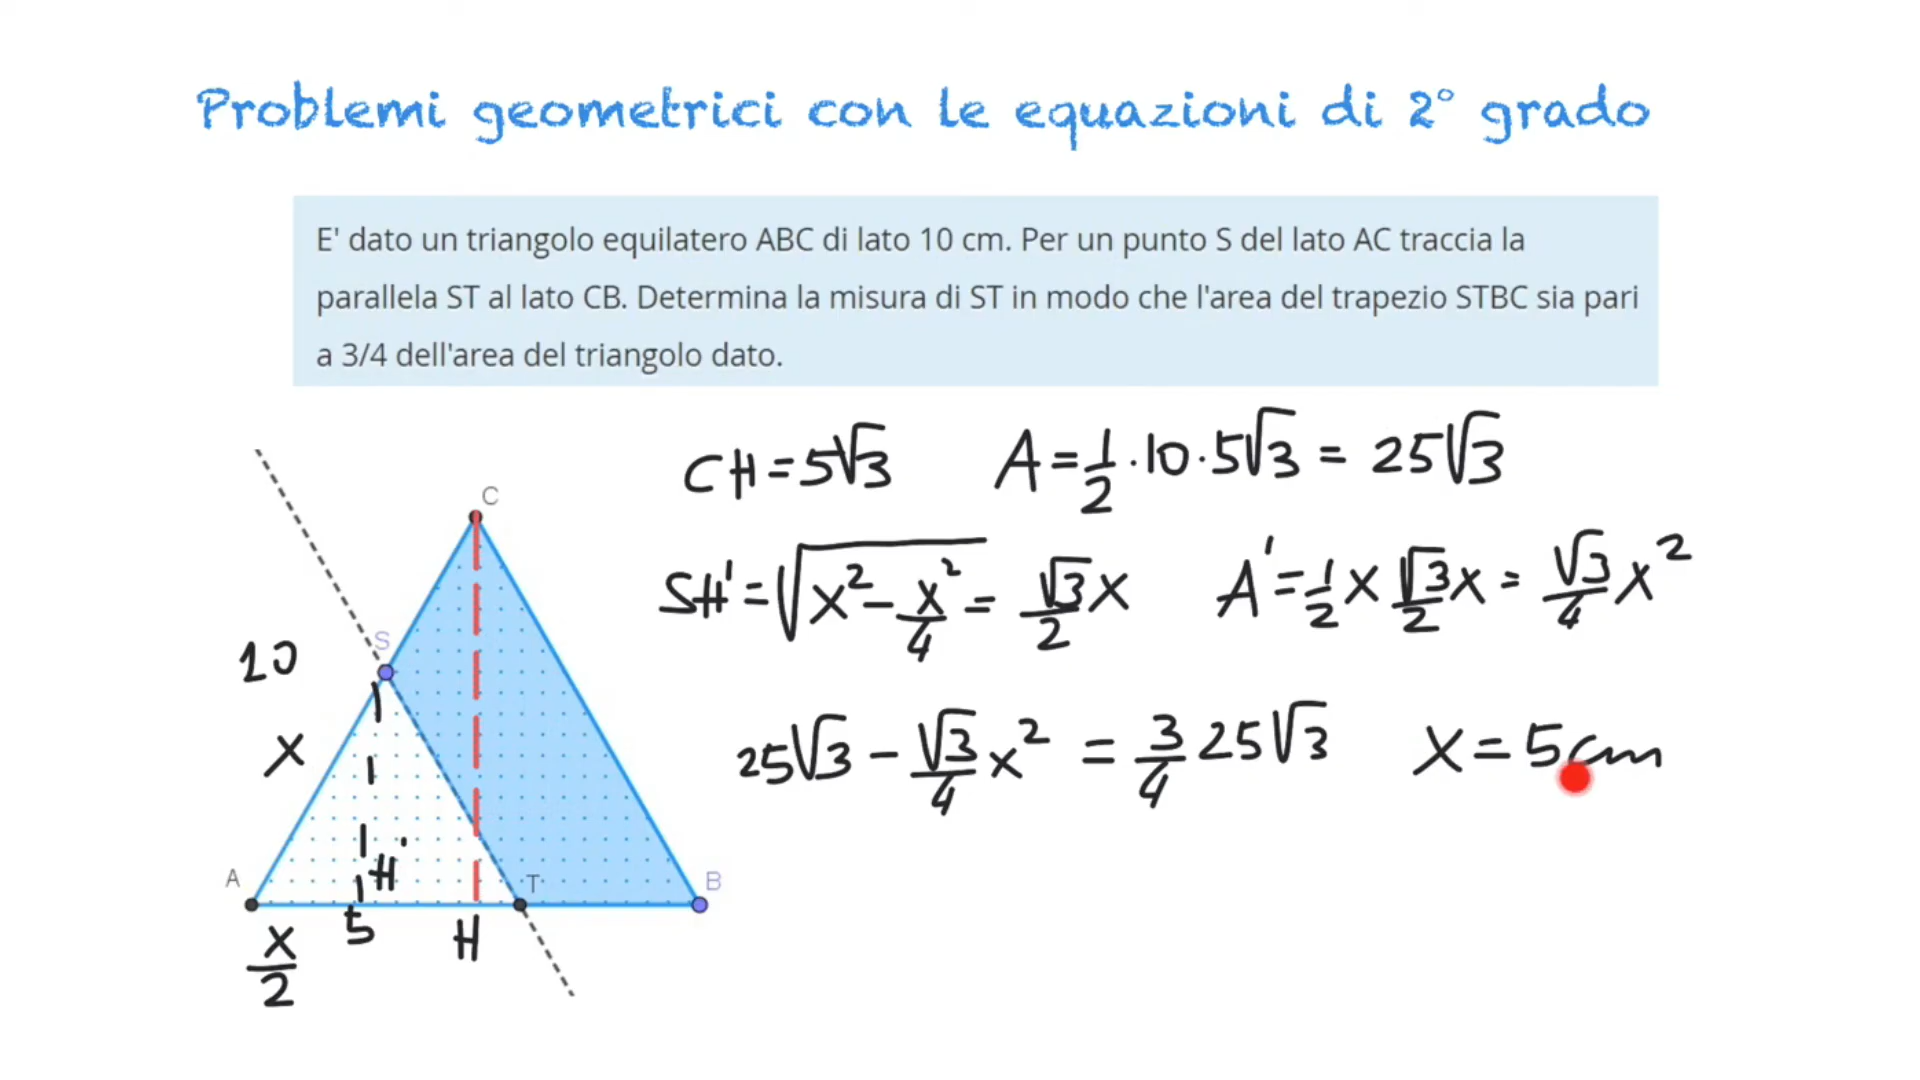 Problemi geometrici con le equazioni di 2° grado
E' dato un triangolo equilatero ABC di lato 10 cm. Per un punto S del lato AC traccia la
parallela ST al lato CB. Determina la misura di ST in modo che l'area del trapezio STBC sia pari
a 3/4 dell'area del triangolo dato.
CH = 5√3 A = 1/2 · 10 · 5√3 = 25√3
SH' = √(x² - x²/4) = √3/2 x A' = 1/2 x √3/2 x = √3/4 x²
25√3 - √3/4 x² = 3/4 25√3 x = 5cm
C
S
10
x
H'
A
T
B
x/2
5
H